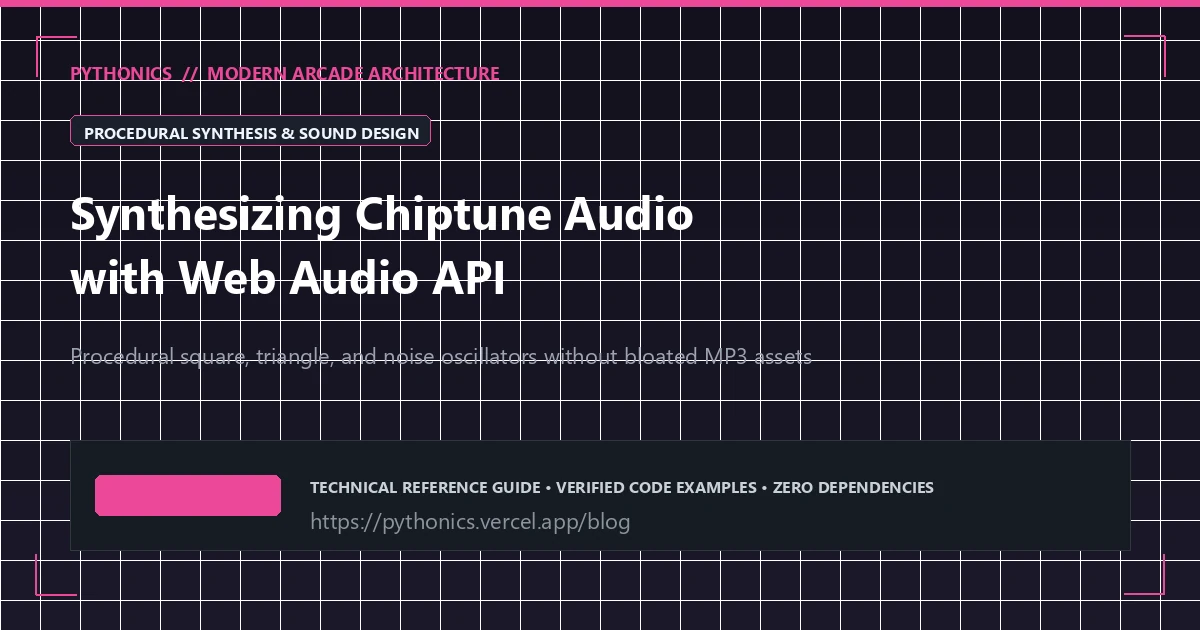 PYTHONICS // MODERN ARCADE ARCHITECTURE
PROCEDURAL SYNTHESIS & SOUND DESIGN
Synthesizing Chiptune Audio
with Web Audio API
Procedural square, triangle, and noise oscillators without bloated MP3 assets
TECHNICAL REFERENCE GUIDE • VERIFIED CODE EXAMPLES • ZERO DEPENDENCIES
https://pythonics.vercel.app/blog